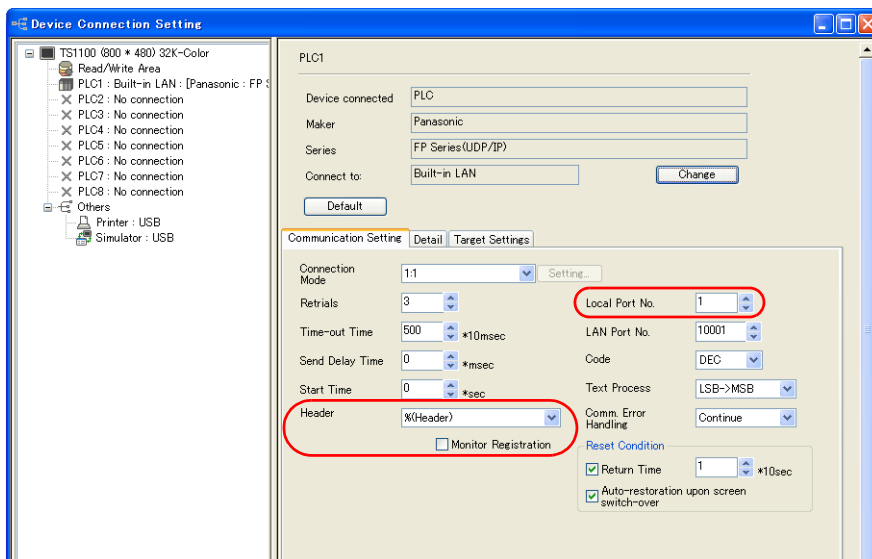 Device Connection Setting
TS1100 (800 * 480) 32K-Color
Read/Write Area
PLC1 : Built-in LAN : [Panasonic : FP S
PLC2 : No connection
PLC3 : No connection
PLC4 : No connection
PLC5 : No connection
PLC6 : No connection
PLC7 : No connection
PLC8 : No connection
Others
Printer : USB
Simulator : USB
PLC1
Device connected PLC
Maker Panasonic
Series FP Series(UDP/IP)
Connect to: Built-in LAN Change
Default
Communication Setting Detail Target Settings
Connection
Mode 1:1 Setting...
Retrials 3 Local Port No. 1
Time-out Time 500 *10msec LAN Port No. 10001
Send Delay Time 0 *msec Code DEC
Start Time 0 *sec Text Process LSB->MSB
Header %(Header) Comm. Error
Handling Continue
Monitor Registration
Reset Condition
Return Time 1 *10sec
Auto-restoration upon screen
switch-over